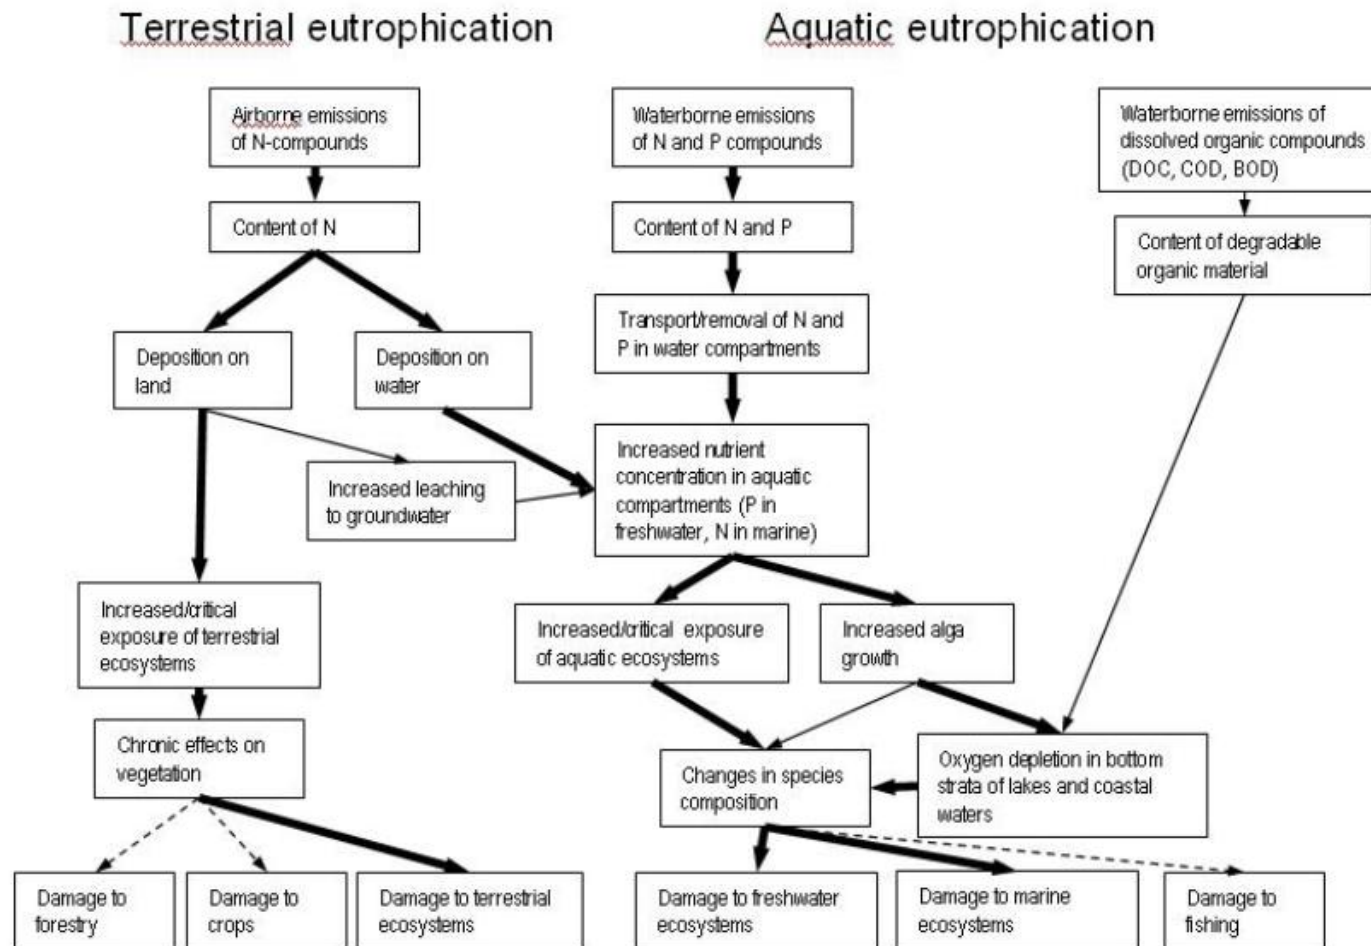 Terrestrial eutrophication
Aquatic eutrophication
Airborne emissions
of N-compounds
Waterborne emissions
of N and P compounds
Waterborne emissions of
dissolved organic compounds
(DOC, COD, BOD)
Content of N
Content of N and P
Content of degradable
organic material
Transport/removal of N and
P in water compartments
Deposition on
land
Deposition on
water
Increased nutrient
concentration in aquatic
compartments (P in
freshwater, N in marine)
Increased leaching
to groundwater
Increased/critical
exposure of terrestrial
ecosystems
Increased/critical exposure
of aquatic ecosystems
Increased alga
growth
Chronic effects on
vegetation
Changes in species
composition
Oxygen depletion in bottom
strata of lakes and coastal
waters
Damage to
forestry
Damage to
crops
Damage to terrestrial
ecosystems
Damage to freshwater
ecosystems
Damage to marine
ecosystems
Damage to
fishing